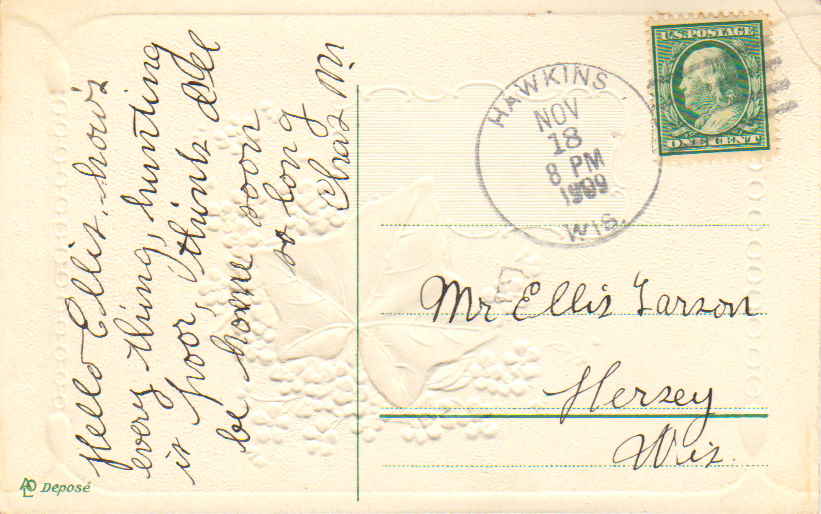 Hello Ellis, how's
every thing, hunting
is poor, I think I'll
be home soon
so long
Chas M.
HAWKINS
NOV
18
8 PM
1909
WIS.
U.S. POSTAGE
ONE CENT
Mr Ellis Larson
Hersey
Wis.
Deposé